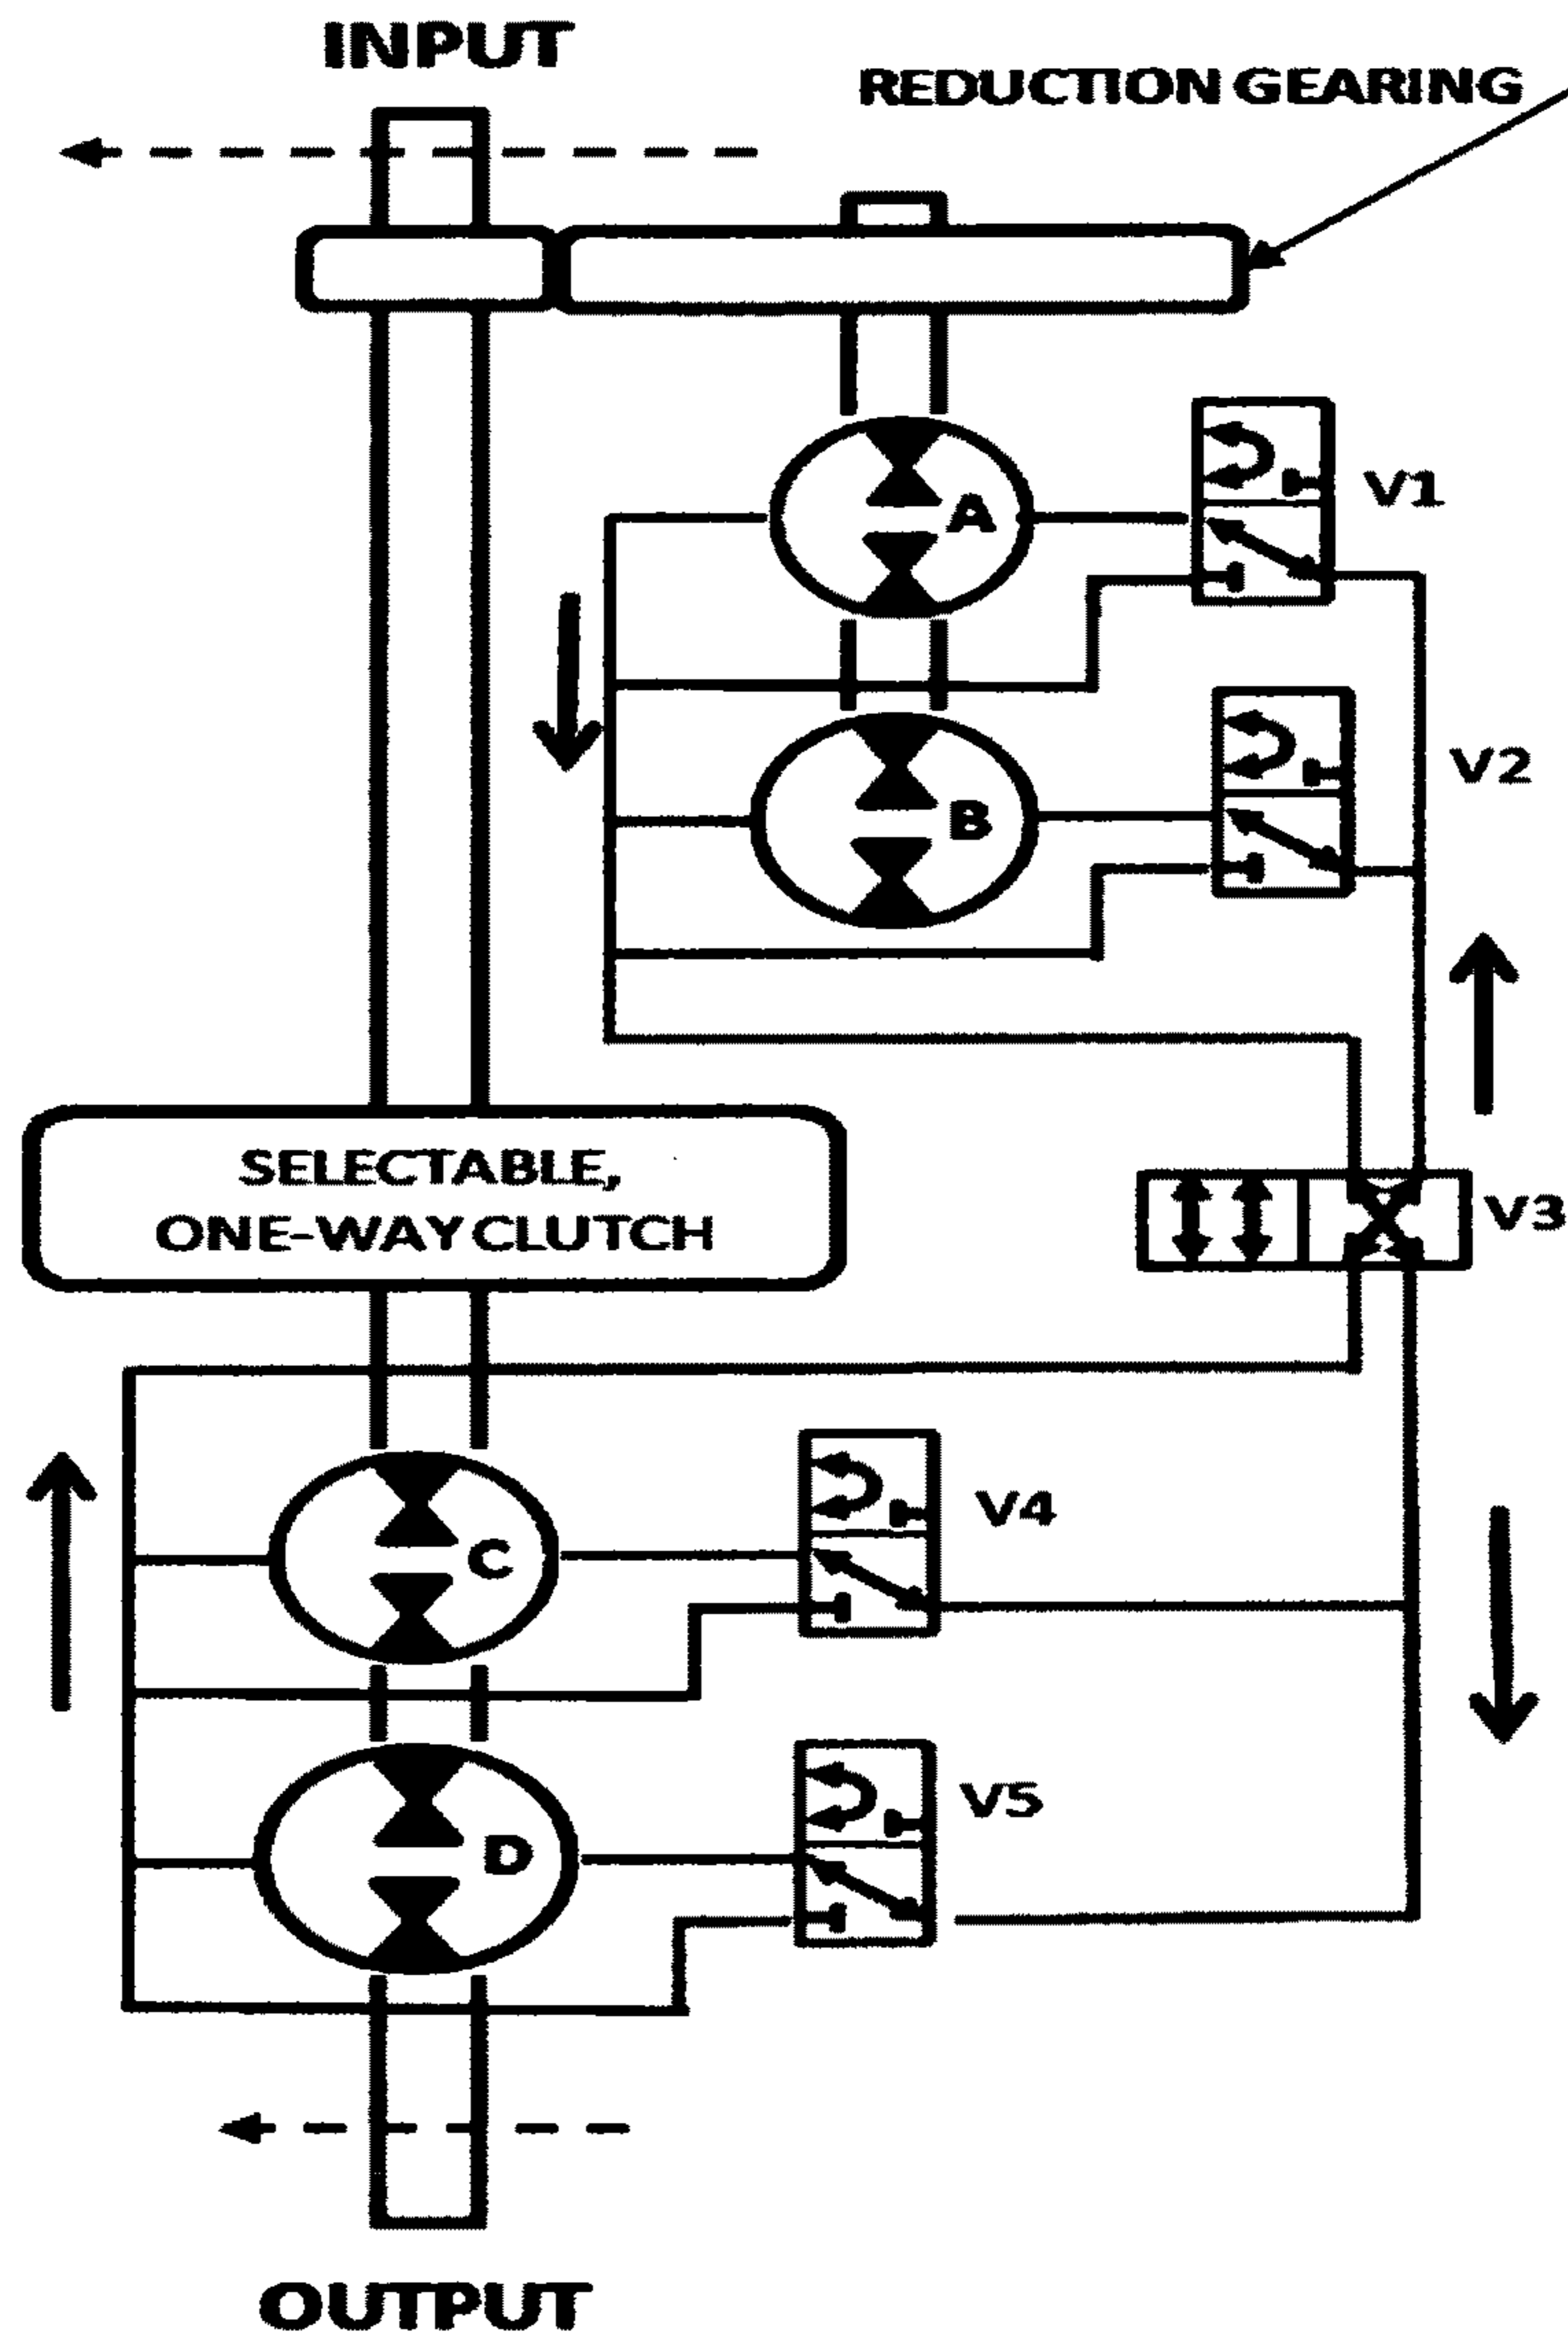 INPUT
REDUCTION GEARING
A
V1
B
V2
SELECTABLE,
ONE-WAY CLUTCH
V3
C
V4
D
V5
OUTPUT